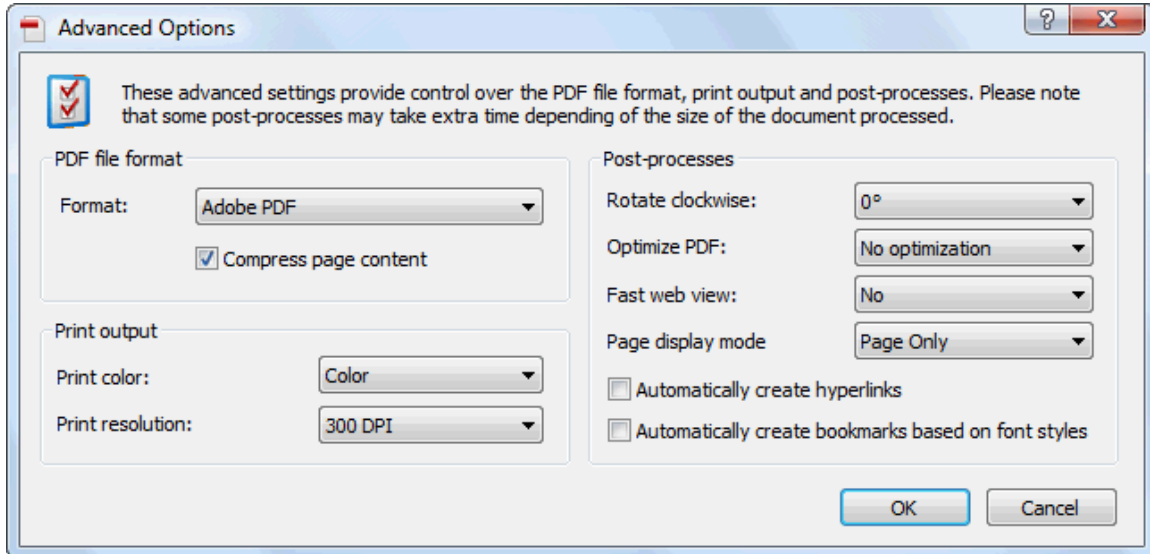 Advanced Options
These advanced settings provide control over the PDF file format, print output and post-processes. Please note
that some post-processes may take extra time depending of the size of the document processed.
PDF file format
Format: Adobe PDF
Compress page content
Print output
Print color: Color
Print resolution: 300 DPI
Post-processes
Rotate clockwise: 0°
Optimize PDF: No optimization
Fast web view: No
Page display mode Page Only
Automatically create hyperlinks
Automatically create bookmarks based on font styles
OK Cancel